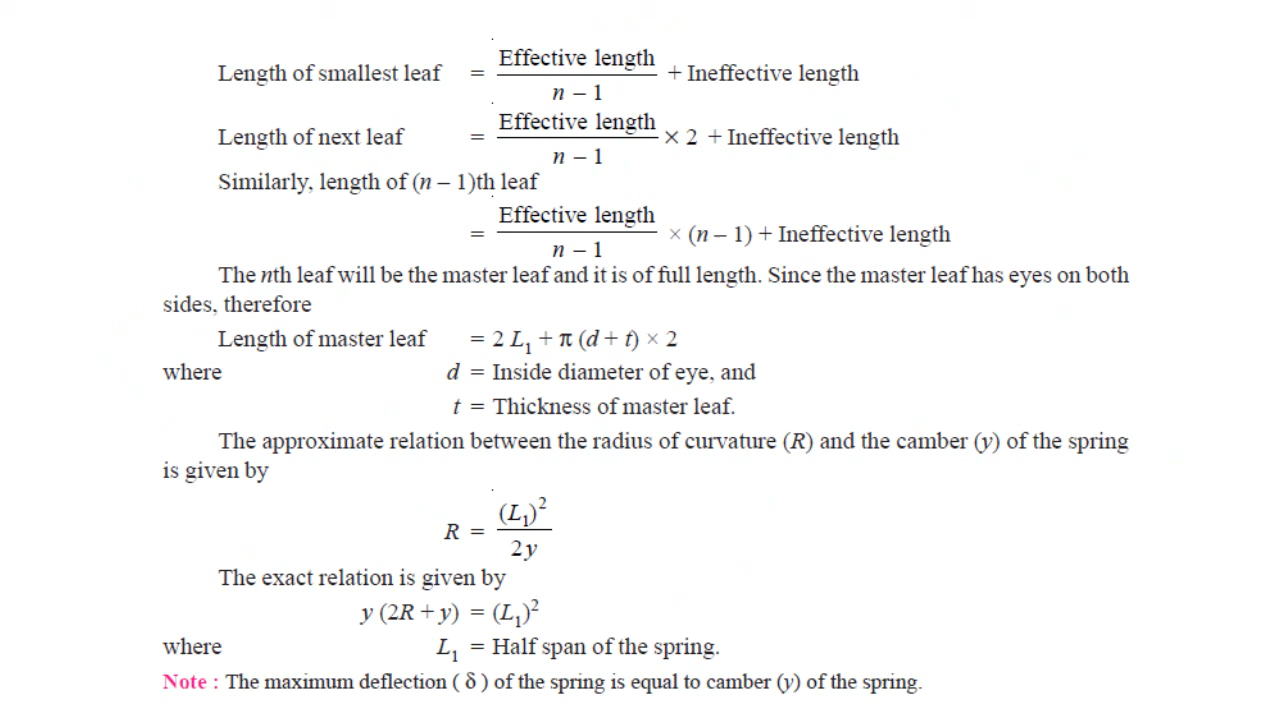 Length of smallest leaf = Effective length / n – 1 + Ineffective length
Length of next leaf = Effective length / n – 1 × 2 + Ineffective length
Similarly, length of (n – 1)th leaf
= Effective length / n – 1 × (n – 1) + Ineffective length
The nth leaf will be the master leaf and it is of full length. Since the master leaf has eyes on both
sides, therefore
Length of master leaf = 2 L₁ + π (d + t) × 2
where d = Inside diameter of eye, and
t = Thickness of master leaf.
The approximate relation between the radius of curvature (R) and the camber (y) of the spring
is given by
R = (L₁)² / 2y
The exact relation is given by
y (2R + y) = (L₁)²
where L₁ = Half span of the spring.
Note : The maximum deflection ( δ ) of the spring is equal to camber (y) of the spring.